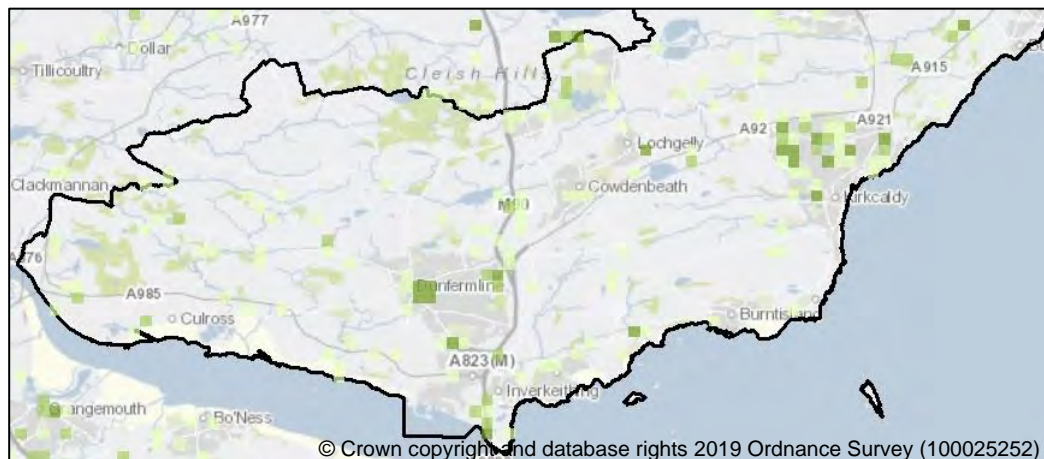 A977
Dollar
Tillicoultry
Cleish Hills
A915
A92
A921
Lochgelly
Clackmannan
Cowdenbeath
M90
Kirkcaldy
A985
Dunfermline
Culross
Burntisland
A823(M)
Inverkeithing
Grangemouth
Bo'Ness
© Crown copyright and database rights 2019 Ordnance Survey (100025252)